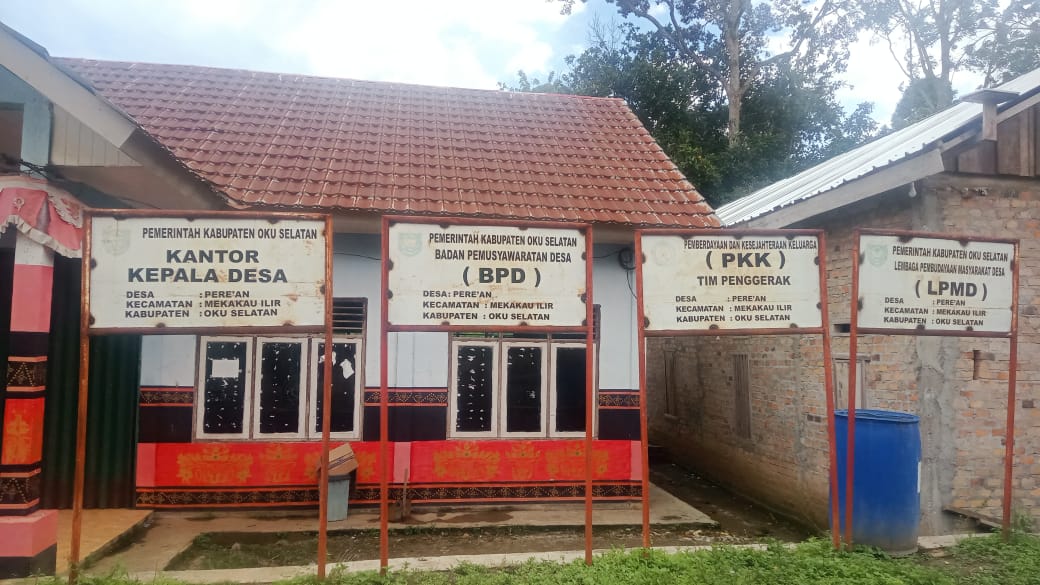 PEMERINTAH KABUPATEN OKU SELATAN
KANTOR
KEPALA DESA
DESA : PERE'AN
KECAMATAN : MEKAKAU ILIR
KABUPATEN : OKU SELATAN
PEMERINTAH KABUPATEN OKU SELATAN
BADAN PEMUSYAWARATAN DESA
( BPD )
DESA : PERE'AN
KECAMATAN : MEKAKAU ILIR
KABUPATEN : OKU SELATAN
PEMBERDAYAAN DAN KESEJAHTERAAN KELUARGA
( PKK )
TIM PENGGERAK
DESA : PERE'AN
KECAMATAN : MEKAKAU ILIR
KABUPATEN : OKU SELATAN
PEMERINTAH KABUPATEN OKU SELATAN
LEMBAGA PEMBUDAYAAN MASYARAKAT DESA
( LPMD )
DESA : PERE'AN
KECAMATAN : MEKAKAU ILIR
KABUPATEN : OKU SELATAN